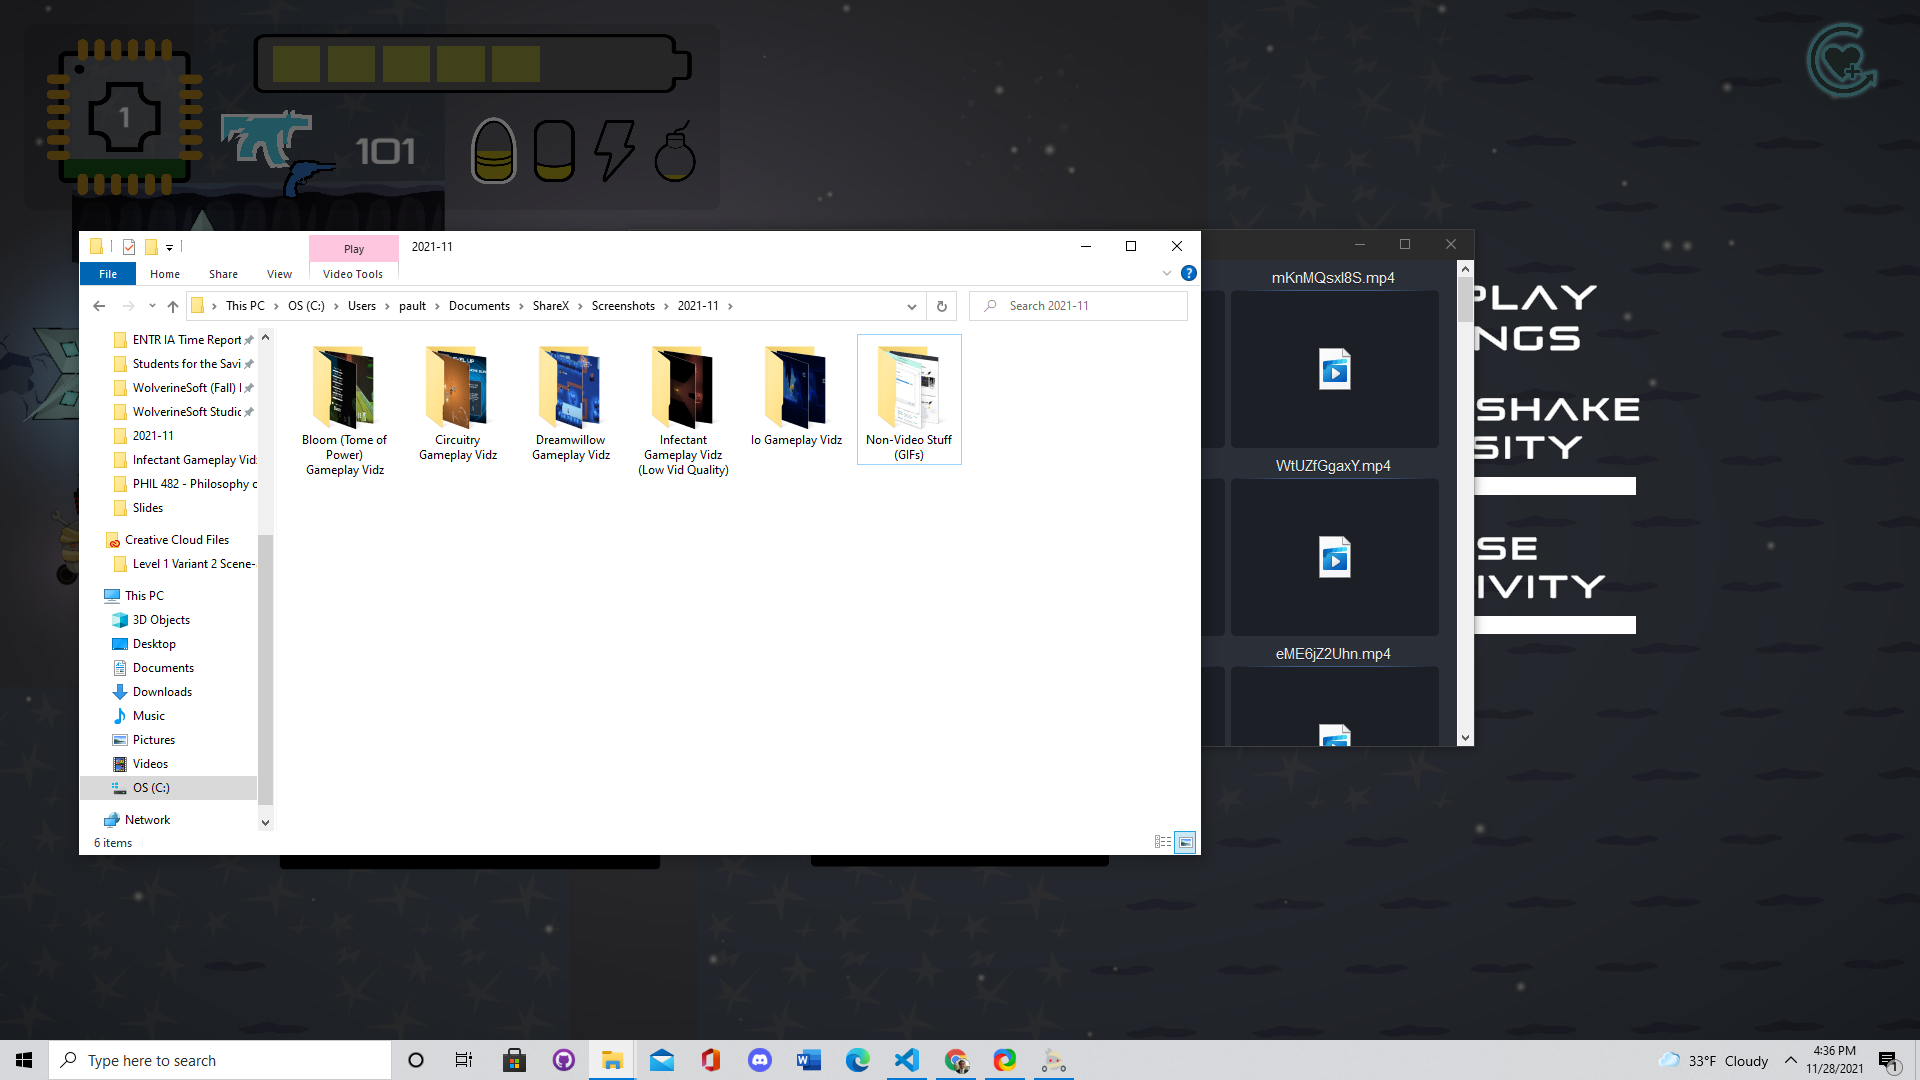 1
101
Play
2021-11
File
Home
Share
View
Video Tools
This PC
OS (C:)
Users
pault
Documents
ShareX
Screenshots
2021-11
Search 2021-11
ENTR IA Time Report
Students for the Savi
WolverineSoft (Fall) I
WolverineSoft Studic
2021-11
Infectant Gameplay Vid
PHIL 482 - Philosophy c
Slides
Creative Cloud Files
Level 1 Variant 2 Scene-
This PC
3D Objects
Desktop
Documents
Downloads
Music
Pictures
Videos
OS (C:)
Network
6 items
Bloom (Tome of
Power)
Gameplay Vidz
Circuitry
Gameplay Vidz
Dreamwillow
Gameplay Vidz
Infectant
Gameplay Vidz
(Low Vid Quality)
Io Gameplay Vidz
Non-Video Stuff
(GIFs)
mKnMQsxl8S.mp4
WtUZfGgaxY.mp4
eME6jZ2Uhn.mp4
PLAY
NGS
SHAKE
SITY
SE
IVITY
Type here to search
33°F Cloudy
4:36 PM
11/28/2021
1